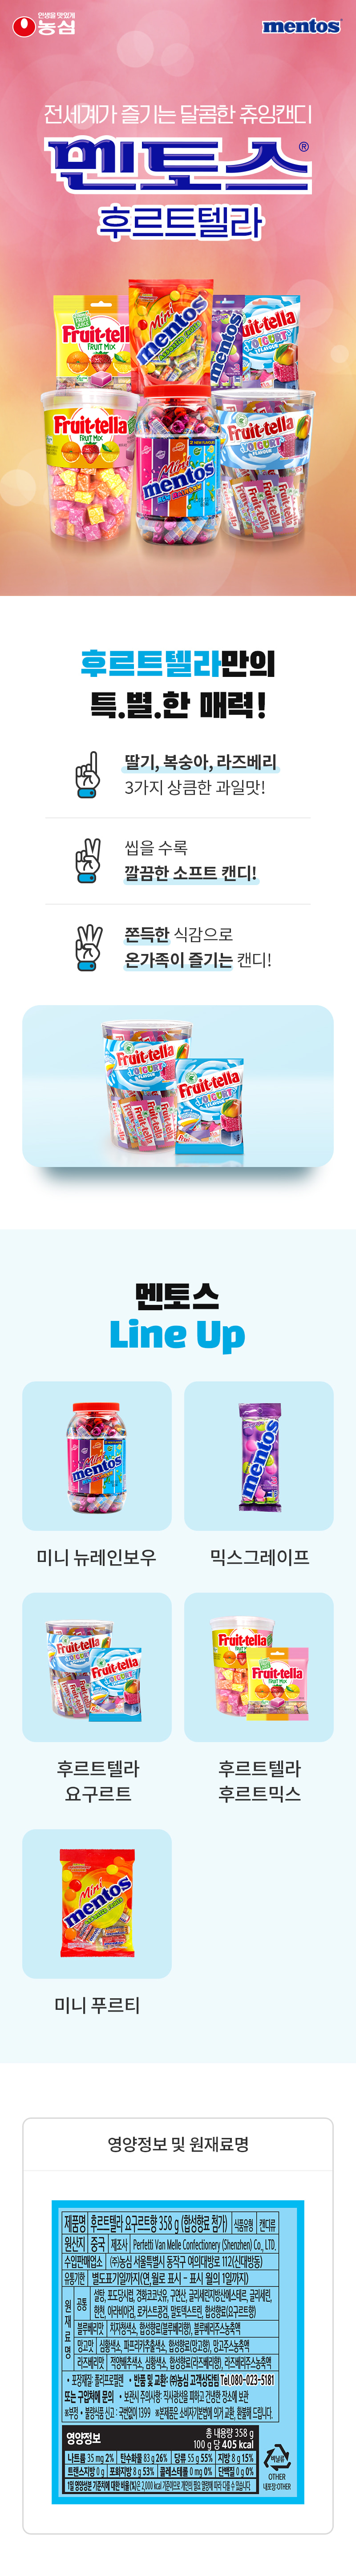 인생을 맛있게
농심
mentos
전세계가 즐기는 달콤한 츄잉캔디
멘토스®
후르트텔라
Fruit-tella
FRUIT MIX
Mini
mentos
mentos
Fruit-tella
YOGURT
FLAVOUR
Fruit-tella
FRUIT MIX
Mini
mentos
Fruit-tella
YOGURT
FLAVOUR
후르트텔라만의
특.별.한 매력!
딸기, 복숭아, 라즈베리
3가지 상큼한 과일맛!
씹을 수록
깔끔한 소프트 캔디!
쫀득한 식감으로
온가족이 즐기는 캔디!
Fruit-tella
YOGURT
FLAVOUR
Fruit-tella
YOGURT
FLAVOUR
멘토스
Line Up
Mini
mentos
mentos
미니 뉴레인보우
믹스그레이프
Fruit-tella
Fruit-tella
YOGURT
Fruit-tella
Fruit-tella
FRUIT MIX
후르트텔라
요구르트
후르트텔라
후르트믹스
Mini
mentos
미니 푸르티
영양정보 및 원재료명
제품명 후르트텔라 요구르트향 358 g (합성향료 첨가) 식품유형 캔디류
원산지 중국 제조사 Perfetti Van Melle Confectionery (Shenzhen) Co., LTD.
수입판매업소 (주)농심 서울특별시 동작구 여의대방로 112(신대방동)
유통기한 별도표기일까지(연,월로 표시 - 표시 월의 1일까지)
원재료명
공통 설탕, 포도당시럽, 경화코코넛유, 구연산, 글리세린지방산에스테르, 글리세린,
한천, 아라비아검, 로커스트콩검, 말토덱스트린, 합성향료(요구르트향)
블루베리맛 치자청색소, 합성향료(블루베리향), 블루베리주스농축액
망고맛 심황색소, 파프리카추출색소, 합성향료(망고향), 망고주스농축액
라즈베리맛 적양배추색소, 심황색소, 합성향료(라즈베리향), 라즈베리주스농축액
• 포장재질: 폴리프로필렌 • 반품 및 교환: ㈜농심 고객상담팀 Tel.080-023-5181
또는 구입처에 문의 • 보관시 주의사항: 직사광선을 피하고 건냉한 장소에 보관
※부정·불량식품 신고: 국번없이 1399 ※본제품은 소비자기본법에 의거 교환, 환불해 드립니다.
영양정보
총 내용량 358 g
100 g 당 405 kcal
나트륨 35 mg 2% 탄수화물 83 g 26% 당류 55 g 55% 지방 8 g 15%
트랜스지방 0 g 포화지방 8 g 53% 콜레스테롤 0 mg 0% 단백질 0 g 0%
1일 영양성분 기준치에 대한 비율(%)은 2,000 kcal 기준이므로 개인의 필요 열량에 따라 다를 수 있습니다.
비닐류
OTHER
내포장:OTHER